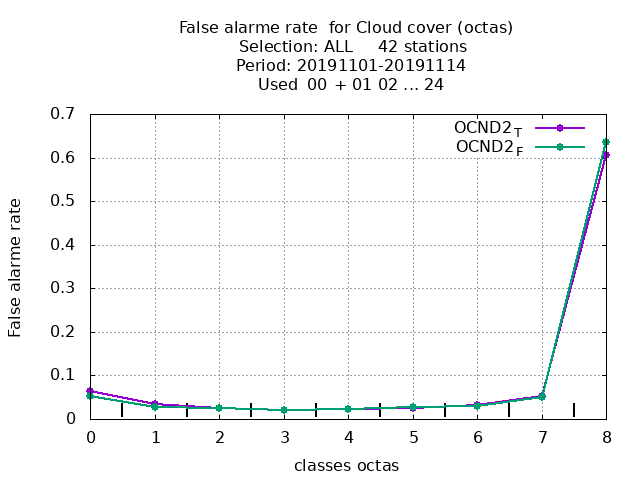 False alarme rate  for Cloud cover (octas)
Selection: ALL     42 stations
Period: 20191101-20191114
Used  00 + 01 02 ... 24
OCND2_T
OCND2_F
0.7
0.6
0.5
0.4
0.3
0.2
0.1
0
False alarme rate
0 1 2 3 4 5 6 7 8
classes octas